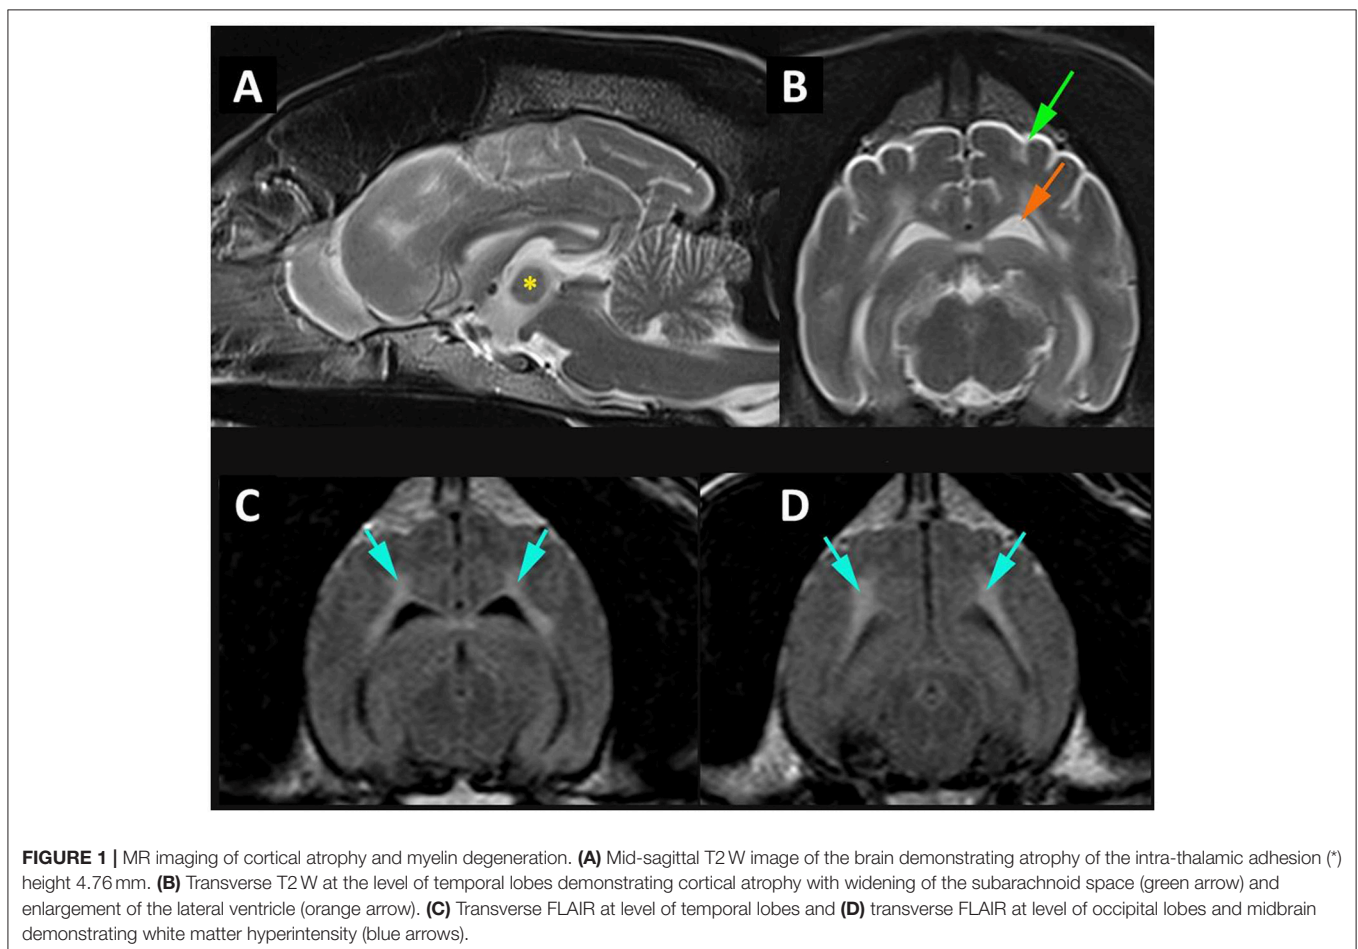 A
B
*
C
D
FIGURE 1 | MR imaging of cortical atrophy and myelin degeneration. (A) Mid-sagittal T2W image of the brain demonstrating atrophy of the intra-thalamic adhesion (*)
height 4.76 mm. (B) Transverse T2W at the level of temporal lobes demonstrating cortical atrophy with widening of the subarachnoid space (green arrow) and
enlargement of the lateral ventricle (orange arrow). (C) Transverse FLAIR at level of temporal lobes and (D) transverse FLAIR at level of occipital lobes and midbrain
demonstrating white matter hyperintensity (blue arrows).